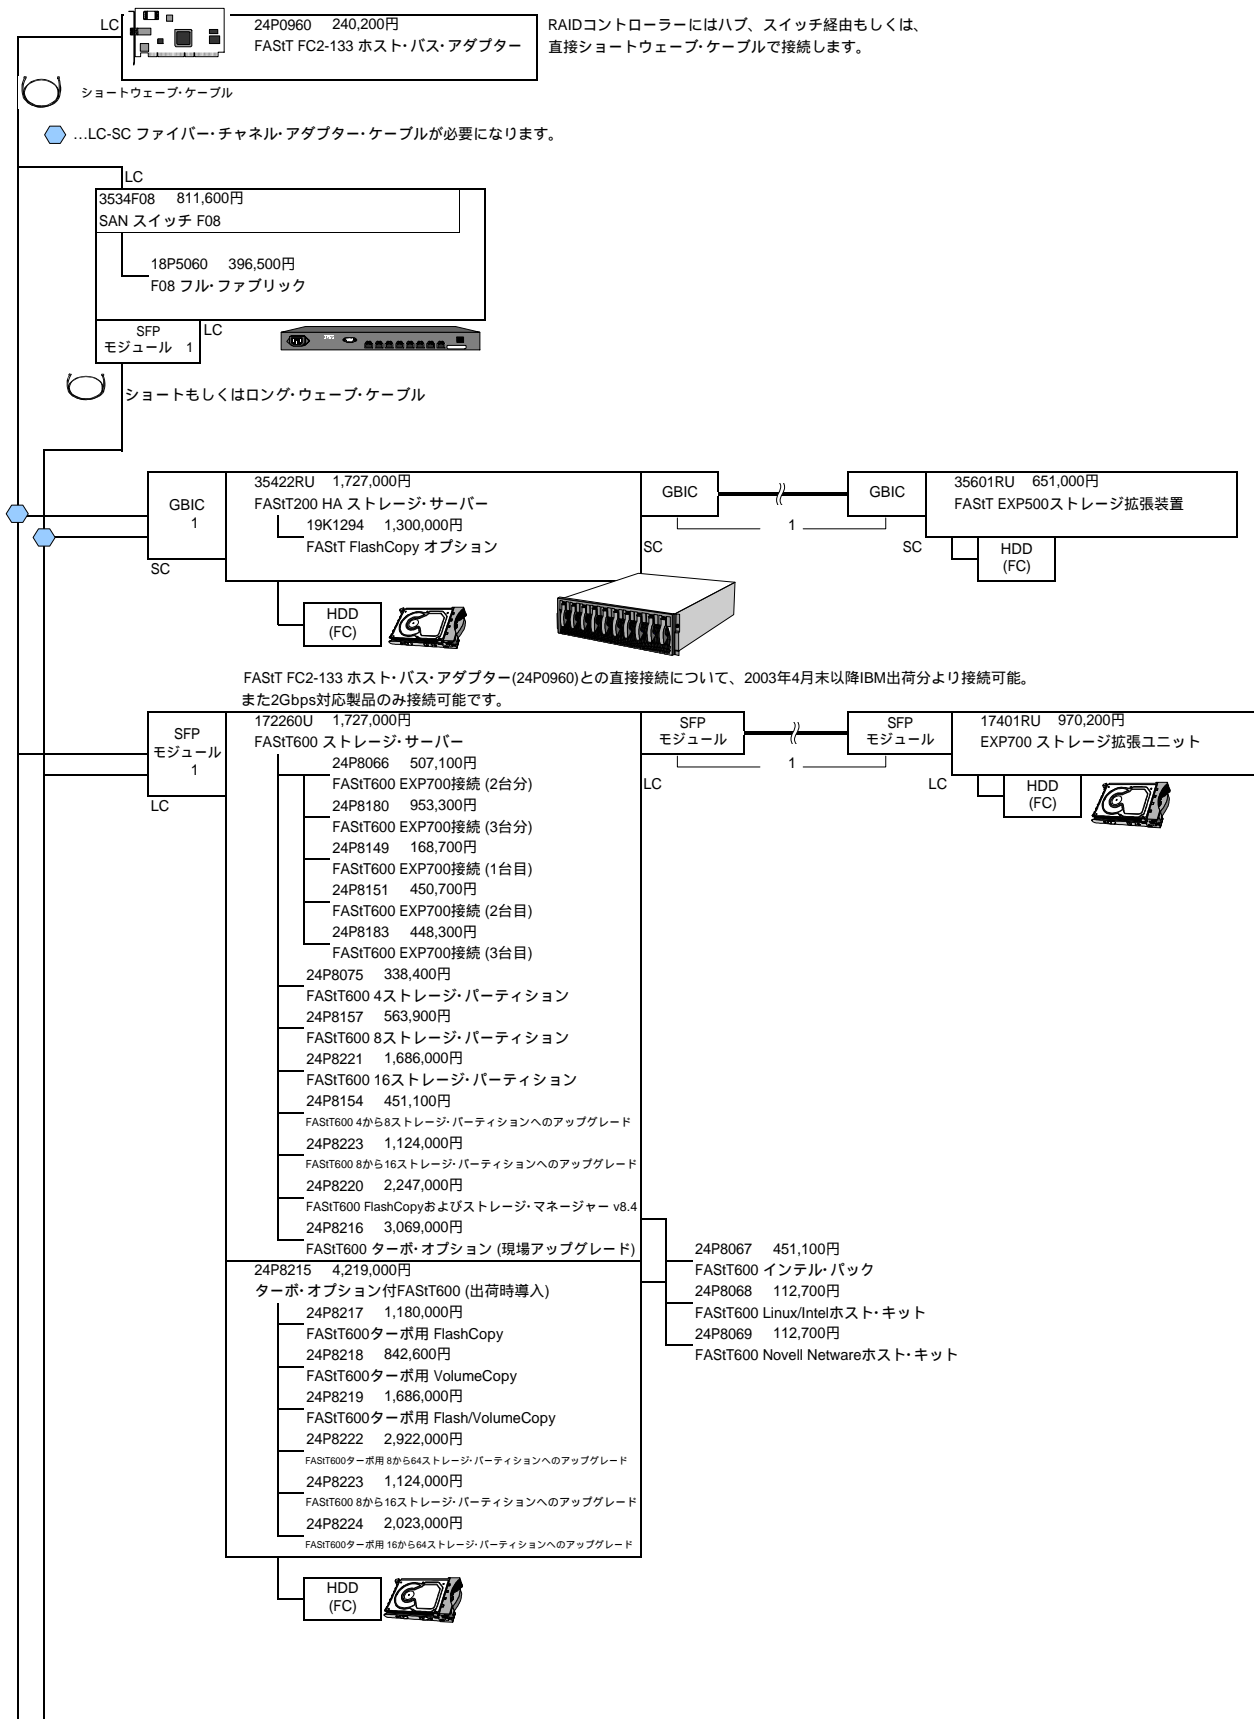 LC
24P0960 240,200円
FAStT FC2-133 ホスト・バス・アダプター
RAIDコントローラーにはハブ、スイッチ経由もしくは、
直接ショートウェーブ・ケーブルで接続します。
ショートウェーブ・ケーブル
…LC-SC ファイバー・チャネル・アダプター・ケーブルが必要になります。
LC
3534F08 811,600円
SAN スイッチ F08
18P5060 396,500円
F08 フル・ファブリック
SFP
モジュール 1
LC
ショートもしくはロング・ウェーブ・ケーブル
GBIC
1
SC
35422RU 1,727,000円
FAStT200 HA ストレージ・サーバー
19K1294 1,300,000円
FAStT FlashCopy オプション
GBIC
SC
1
GBIC
SC
35601RU 651,000円
FAStT EXP500ストレージ拡張装置
HDD
(FC)
HDD
(FC)
FAStT FC2-133 ホスト・バス・アダプター(24P0960)との直接接続について、2003年4月末以降IBM出荷分より接続可能。
また2Gbps対応製品のみ接続可能です。
SFP
モジュール
1
LC
172260U 1,727,000円
FAStT600 ストレージ・サーバー
24P8066 507,100円
FAStT600 EXP700接続 (2台分)
24P8180 953,300円
FAStT600 EXP700接続 (3台分)
24P8149 168,700円
FAStT600 EXP700接続 (1台目)
24P8151 450,700円
FAStT600 EXP700接続 (2台目)
24P8183 448,300円
FAStT600 EXP700接続 (3台目)
24P8075 338,400円
FAStT600 4ストレージ・パーティション
24P8157 563,900円
FAStT600 8ストレージ・パーティション
24P8221 1,686,000円
FAStT600 16ストレージ・パーティション
24P8154 451,100円
FAStT600 4から8ストレージ・パーティションへのアップグレード
24P8223 1,124,000円
FAStT600 8から16ストレージ・パーティションへのアップグレード
24P8220 2,247,000円
FAStT600 FlashCopyおよびストレージ・マネージャー v8.4
24P8216 3,069,000円
FAStT600 ターボ・オプション (現場アップグレード)
SFP
モジュール
LC
1
SFP
モジュール
LC
17401RU 970,200円
EXP700 ストレージ拡張ユニット
HDD
(FC)
24P8067 451,100円
FAStT600 インテル・パック
24P8068 112,700円
FAStT600 Linux/Intelホスト・キット
24P8069 112,700円
FAStT600 Novell Netwareホスト・キット
24P8215 4,219,000円
ターボ・オプション付FAStT600 (出荷時導入)
24P8217 1,180,000円
FAStT600ターボ用 FlashCopy
24P8218 842,600円
FAStT600ターボ用 VolumeCopy
24P8219 1,686,000円
FAStT600ターボ用 Flash/VolumeCopy
24P8222 2,922,000円
FAStT600ターボ用 8から64ストレージ・パーティションへのアップグレード
24P8223 1,124,000円
FAStT600 8から16ストレージ・パーティションへのアップグレード
24P8224 2,023,000円
FAStT600ターボ用 16から64ストレージ・パーティションへのアップグレード
HDD
(FC)